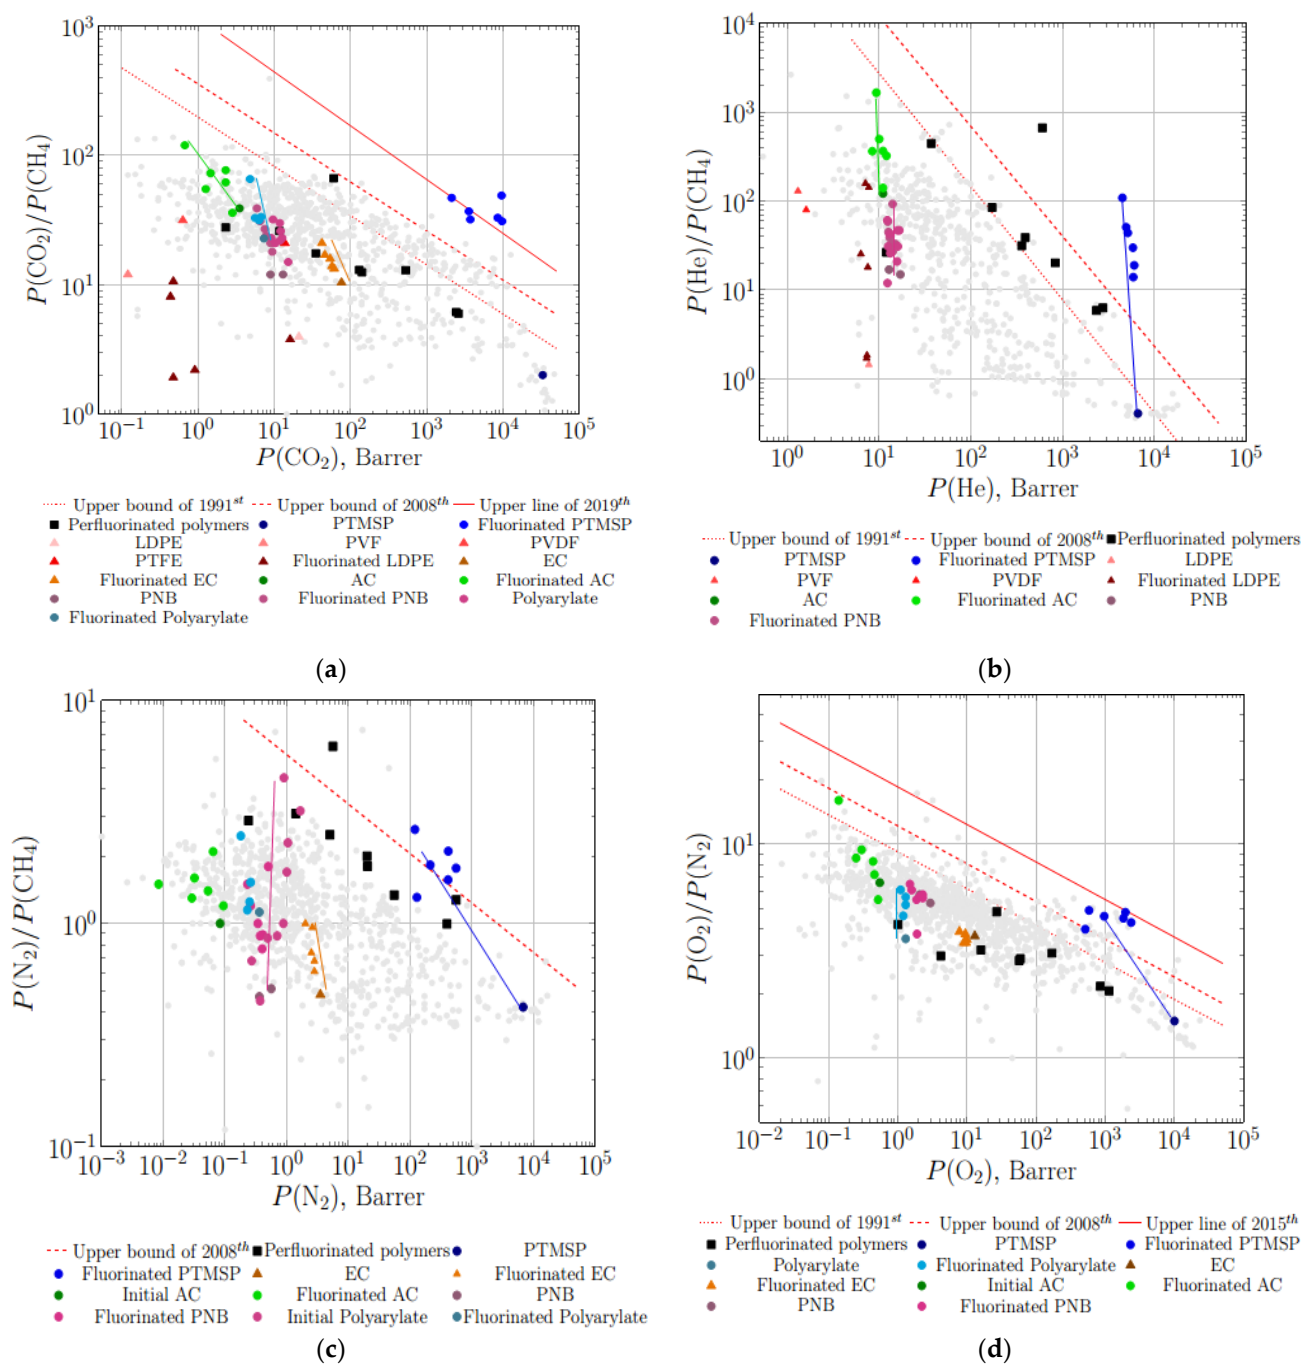 10³
10²
10¹
10⁰
P(CO₂)/P(CH₄)
10⁻¹ 10⁰ 10¹ 10² 10³ 10⁴ 10⁵
P(CO₂), Barrer
Upper bound of 1991ˢᵗ Upper bound of 2008ᵗʰ Upper line of 2019ᵗʰ
Perfluorinated polymers PTMSP Fluorinated PTMSP
LDPE PVF PVDF
PTFE Fluorinated LDPE EC
Fluorinated EC AC Fluorinated AC
PNB Fluorinated PNB Polyarylate
Fluorinated Polyarylate
(a)
10⁴
10³
10²
10¹
10⁰
P(He)/P(CH₄)
10⁰ 10¹ 10² 10³ 10⁴ 10⁵
P(He), Barrer
Upper bound of 1991ˢᵗ Upper bound of 2008ᵗʰ Perfluorinated polymers
PTMSP Fluorinated PTMSP LDPE
PVF PVDF Fluorinated LDPE
AC Fluorinated AC PNB
Fluorinated PNB
(b)
10¹
10⁰
10⁻¹
P(N₂)/P(CH₄)
10⁻³ 10⁻² 10⁻¹ 10⁰ 10¹ 10² 10³ 10⁴ 10⁵
P(N₂), Barrer
Upper bound of 2008ᵗʰ Perfluorinated polymers PTMSP
Fluorinated PTMSP EC Fluorinated EC
Initial AC Fluorinated AC PNB
Fluorinated PNB Initial Polyarylate Fluorinated Polyarylate
(c)
10¹
10⁰
P(O₂)/P(N₂)
10⁻² 10⁻¹ 10⁰ 10¹ 10² 10³ 10⁴ 10⁵
P(O₂), Barrer
Upper bound of 1991ˢᵗ Upper bound of 2008ᵗʰ Upper line of 2015ᵗʰ
Perfluorinated polymers PTMSP Fluorinated PTMSP
Polyarylate Fluorinated Polyarylate EC
Fluorinated EC Initial AC Fluorinated AC
PNB Fluorinated PNB
(d)